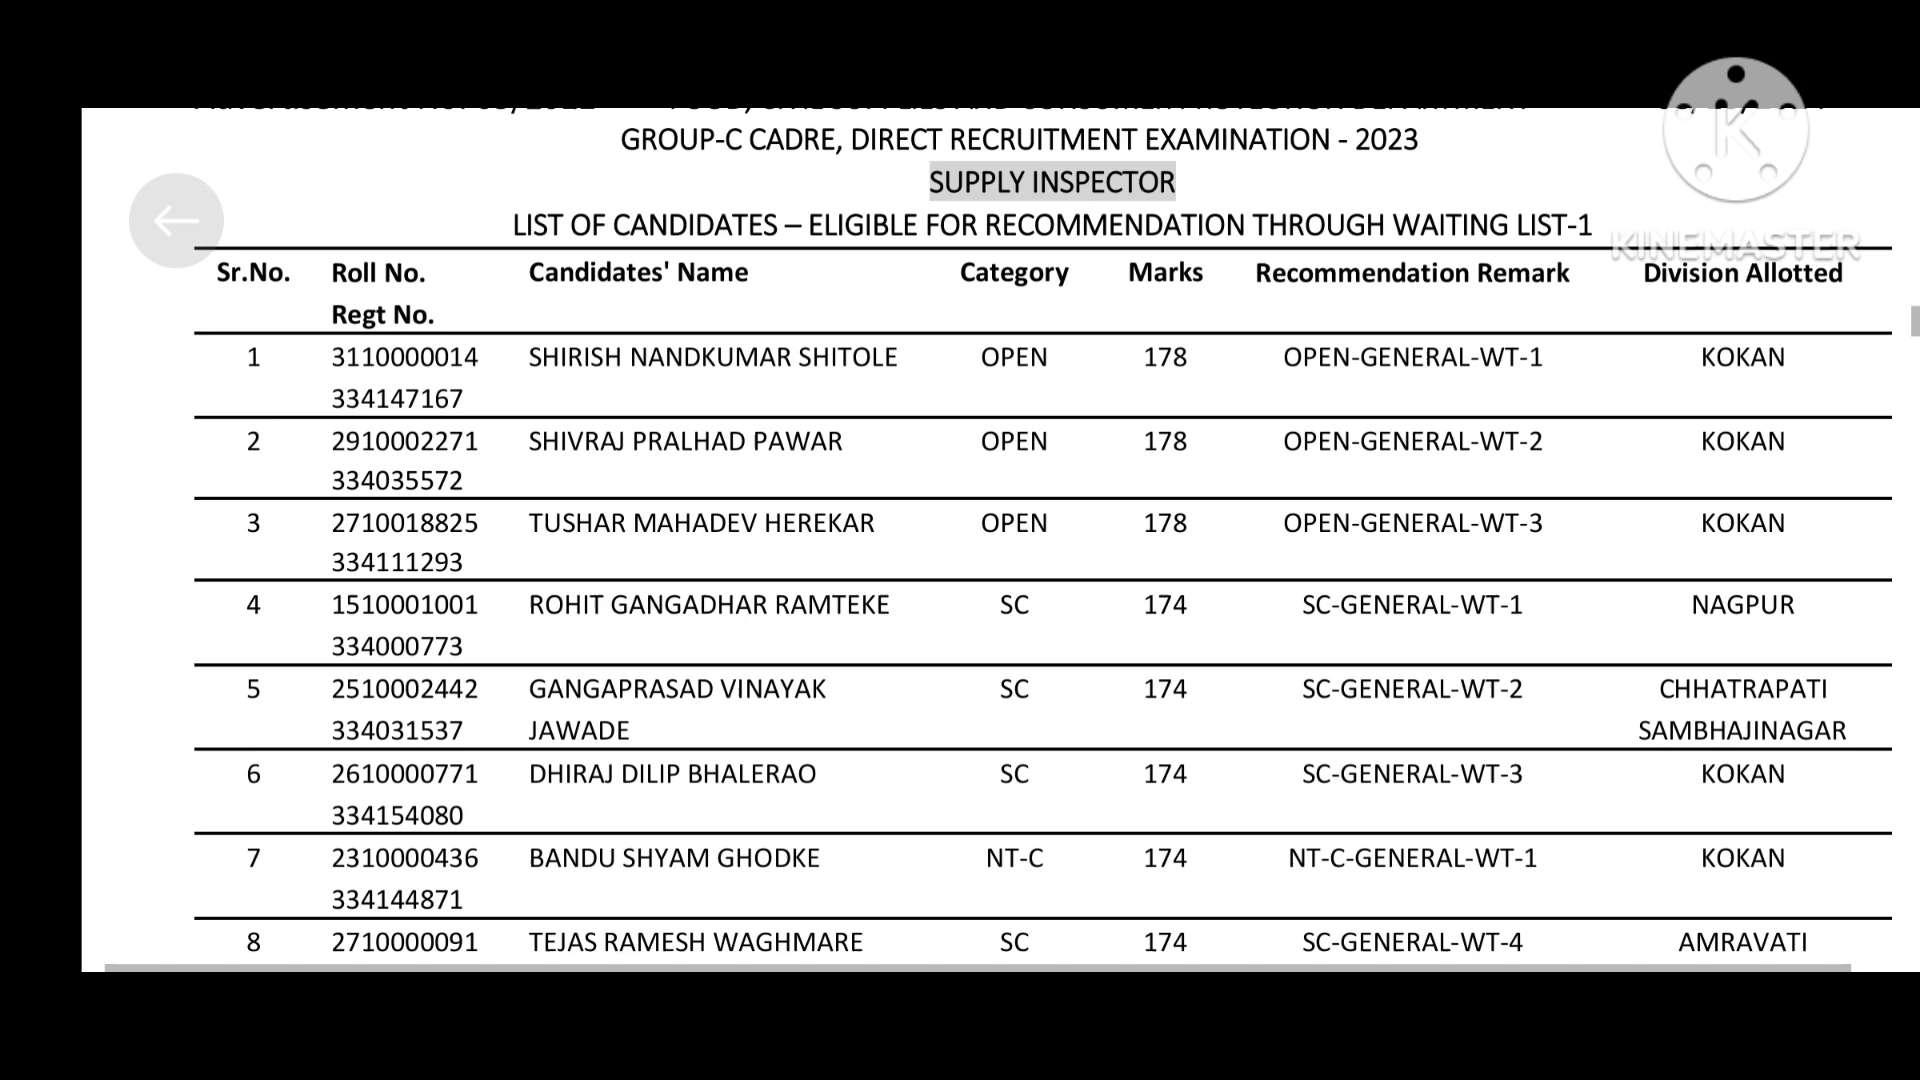 GROUP-C CADRE, DIRECT RECRUITMENT EXAMINATION - 2023
SUPPLY INSPECTOR
LIST OF CANDIDATES – ELIGIBLE FOR RECOMMENDATION THROUGH WAITING LIST-1
KINEMASTER
Sr.No. Roll No. Candidates' Name Category Marks Recommendation Remark Division Allotted
Regt No.
1 3110000014 SHIRISH NANDKUMAR SHITOLE OPEN 178 OPEN-GENERAL-WT-1 KOKAN
334147167
2 2910002271 SHIVRAJ PRALHAD PAWAR OPEN 178 OPEN-GENERAL-WT-2 KOKAN
334035572
3 2710018825 TUSHAR MAHADEV HEREKAR OPEN 178 OPEN-GENERAL-WT-3 KOKAN
334111293
4 1510001001 ROHIT GANGADHAR RAMTEKE SC 174 SC-GENERAL-WT-1 NAGPUR
334000773
5 2510002442 GANGAPRASAD VINAYAK SC 174 SC-GENERAL-WT-2 CHHATRAPATI
334031537 JAWADE SAMBHAJINAGAR
6 2610000771 DHIRAJ DILIP BHALERAO SC 174 SC-GENERAL-WT-3 KOKAN
334154080
7 2310000436 BANDU SHYAM GHODKE NT-C 174 NT-C-GENERAL-WT-1 KOKAN
334144871
8 2710000091 TEJAS RAMESH WAGHMARE SC 174 SC-GENERAL-WT-4 AMRAVATI